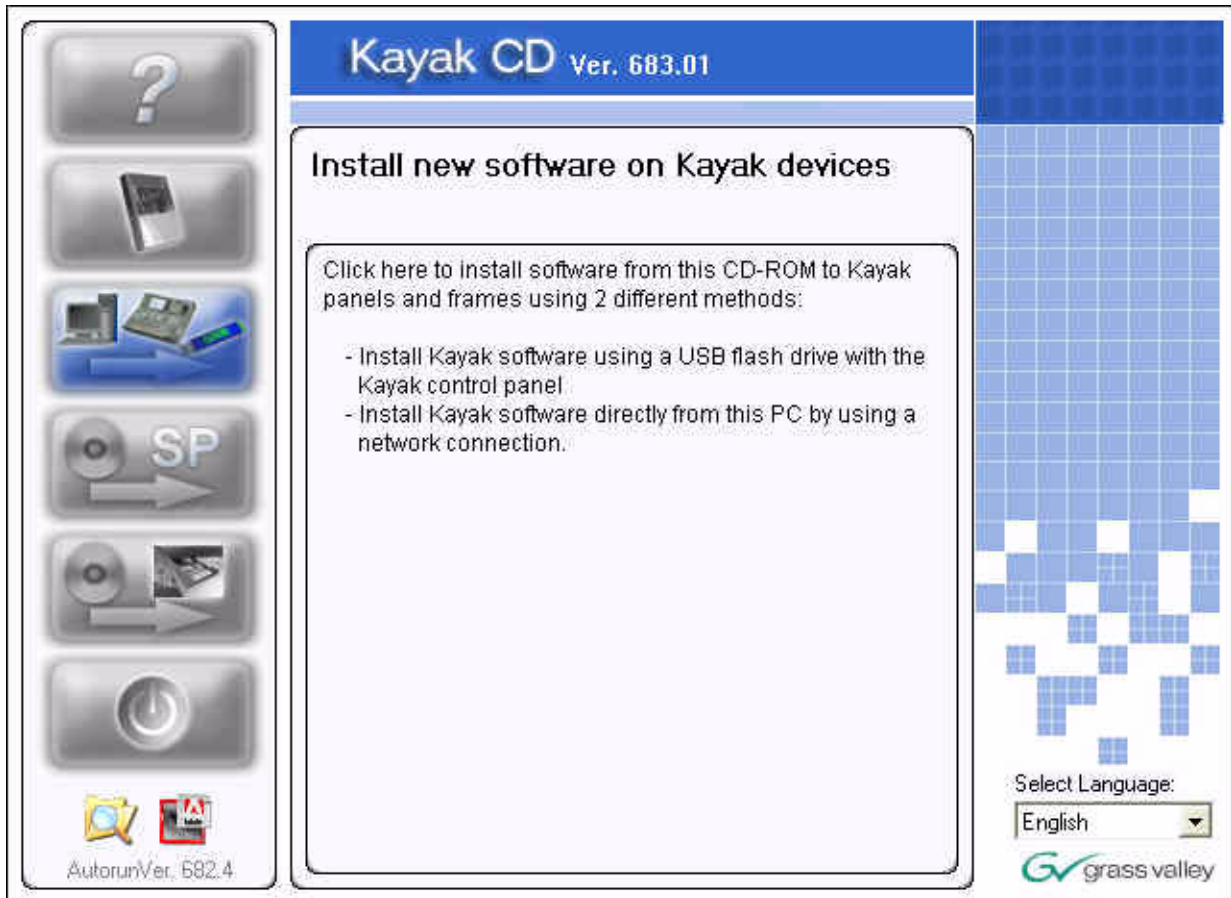 ?
Kayak CD Ver. 683.01
Install new software on Kayak devices
Click here to install software from this CD-ROM to Kayak
panels and frames using 2 different methods:
- Install Kayak software using a USB flash drive with the
Kayak control panel
- Install Kayak software directly from this PC by using a
network connection.
SP
AutorunVer. 682.4
Select Language:
English
GV grass valley